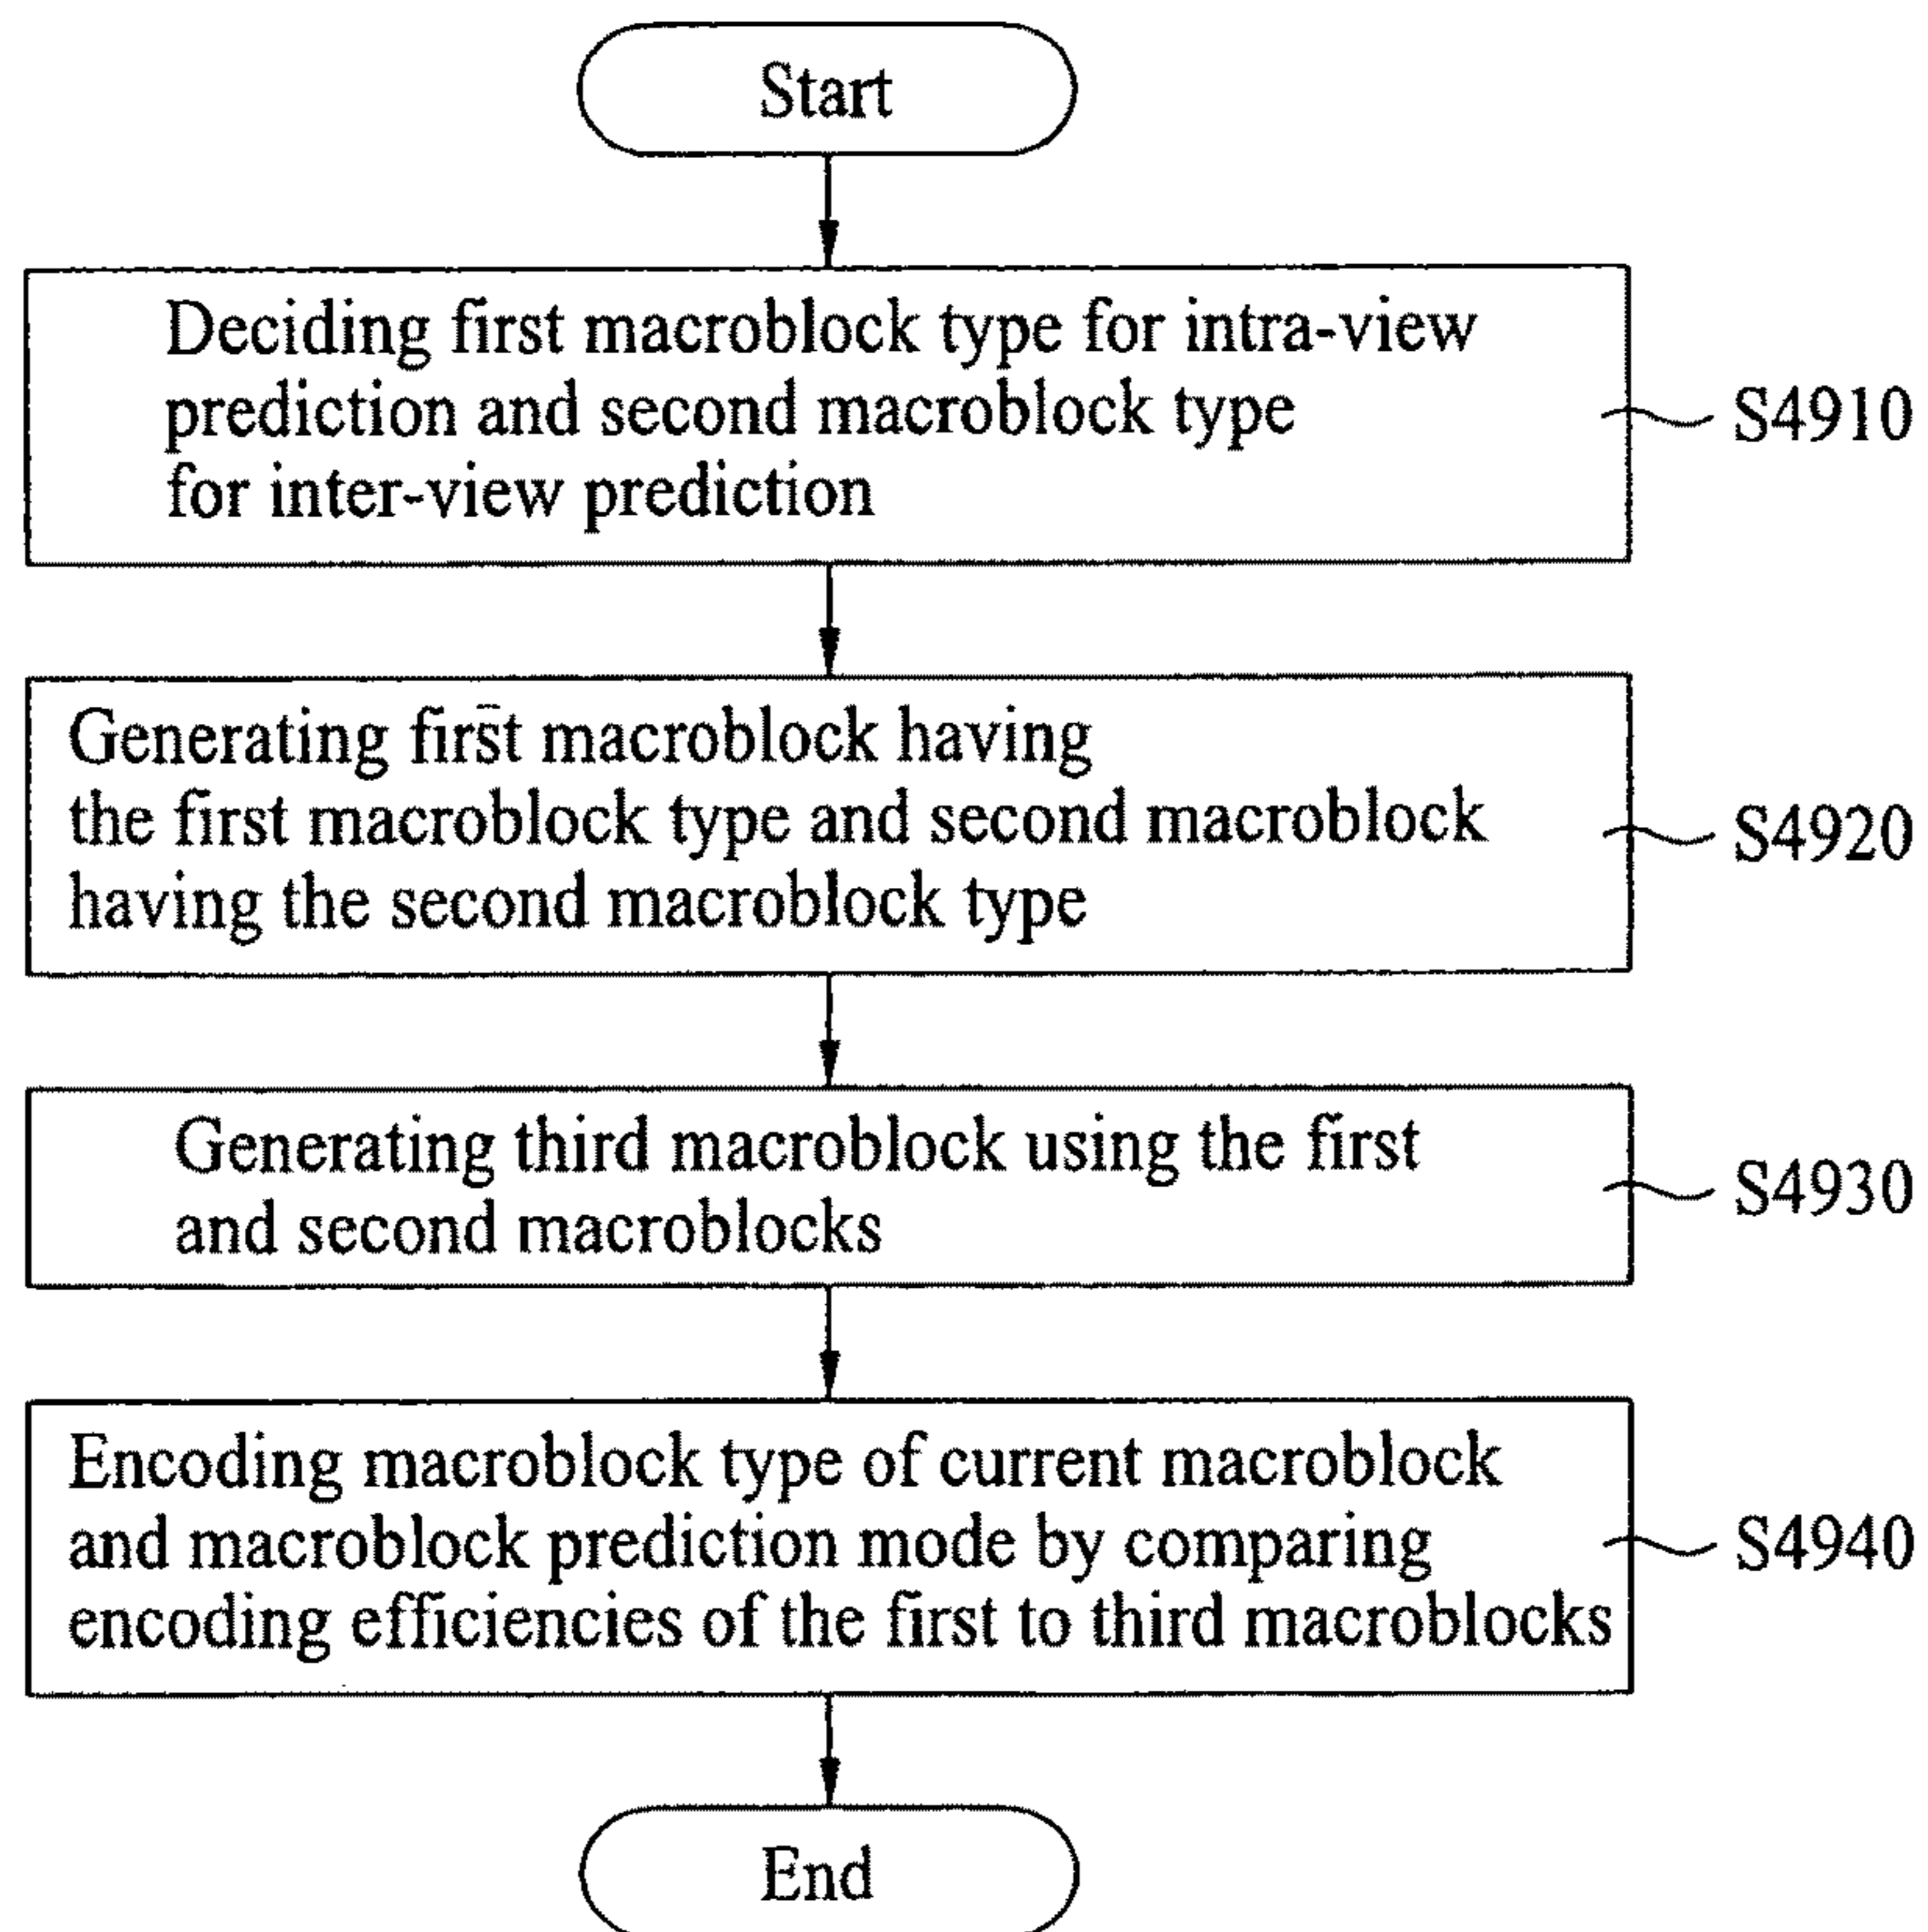 Start
Deciding first macroblock type for intra-view
prediction and second macroblock type
for inter-view prediction
S4910
Generating first macroblock having
the first macroblock type and second macroblock
having the second macroblock type
S4920
Generating third macroblock using the first
and second macroblocks
S4930
Encoding macroblock type of current macroblock
and macroblock prediction mode by comparing
encoding efficiencies of the first to third macroblocks
S4940
End